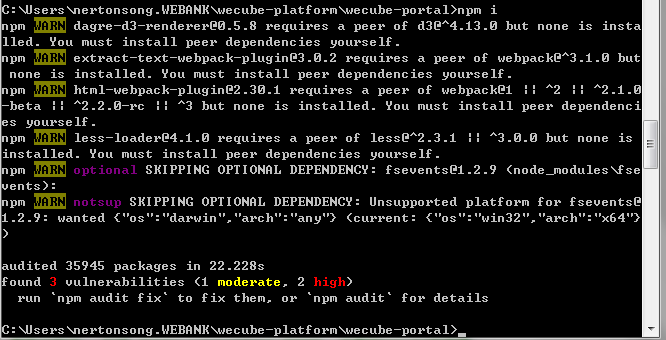 C:\Users\nertonsong.WEBANK\wecube-platform\wecube-portal>npm i
npm WARN dagre-d3-renderer@0.5.8 requires a peer of d3@^4.13.0 but none is insta
lled. You must install peer dependencies yourself.
npm WARN extract-text-webpack-plugin@3.0.2 requires a peer of webpack@^3.1.0 but
 none is installed. You must install peer dependencies yourself.
npm WARN html-webpack-plugin@2.30.1 requires a peer of webpack@1 || ^2 || ^2.1.0
-beta || ^2.2.0-rc || ^3 but none is installed. You must install peer dependenci
es yourself.
npm WARN less-loader@4.1.0 requires a peer of less@^2.3.1 || ^3.0.0 but none is
installed. You must install peer dependencies yourself.
npm WARN optional SKIPPING OPTIONAL DEPENDENCY: fsevents@1.2.9 (node_modules\fse
vents):
npm WARN notsup SKIPPING OPTIONAL DEPENDENCY: Unsupported platform for fsevents@
1.2.9: wanted {"os":"darwin","arch":"any"} (current: {"os":"win32","arch":"x64"}
)
audited 35945 packages in 22.228s
found 3 vulnerabilities (1 moderate, 2 high)
  run `npm audit fix` to fix them, or `npm audit` for details
C:\Users\nertonsong.WEBANK\wecube-platform\wecube-portal>_